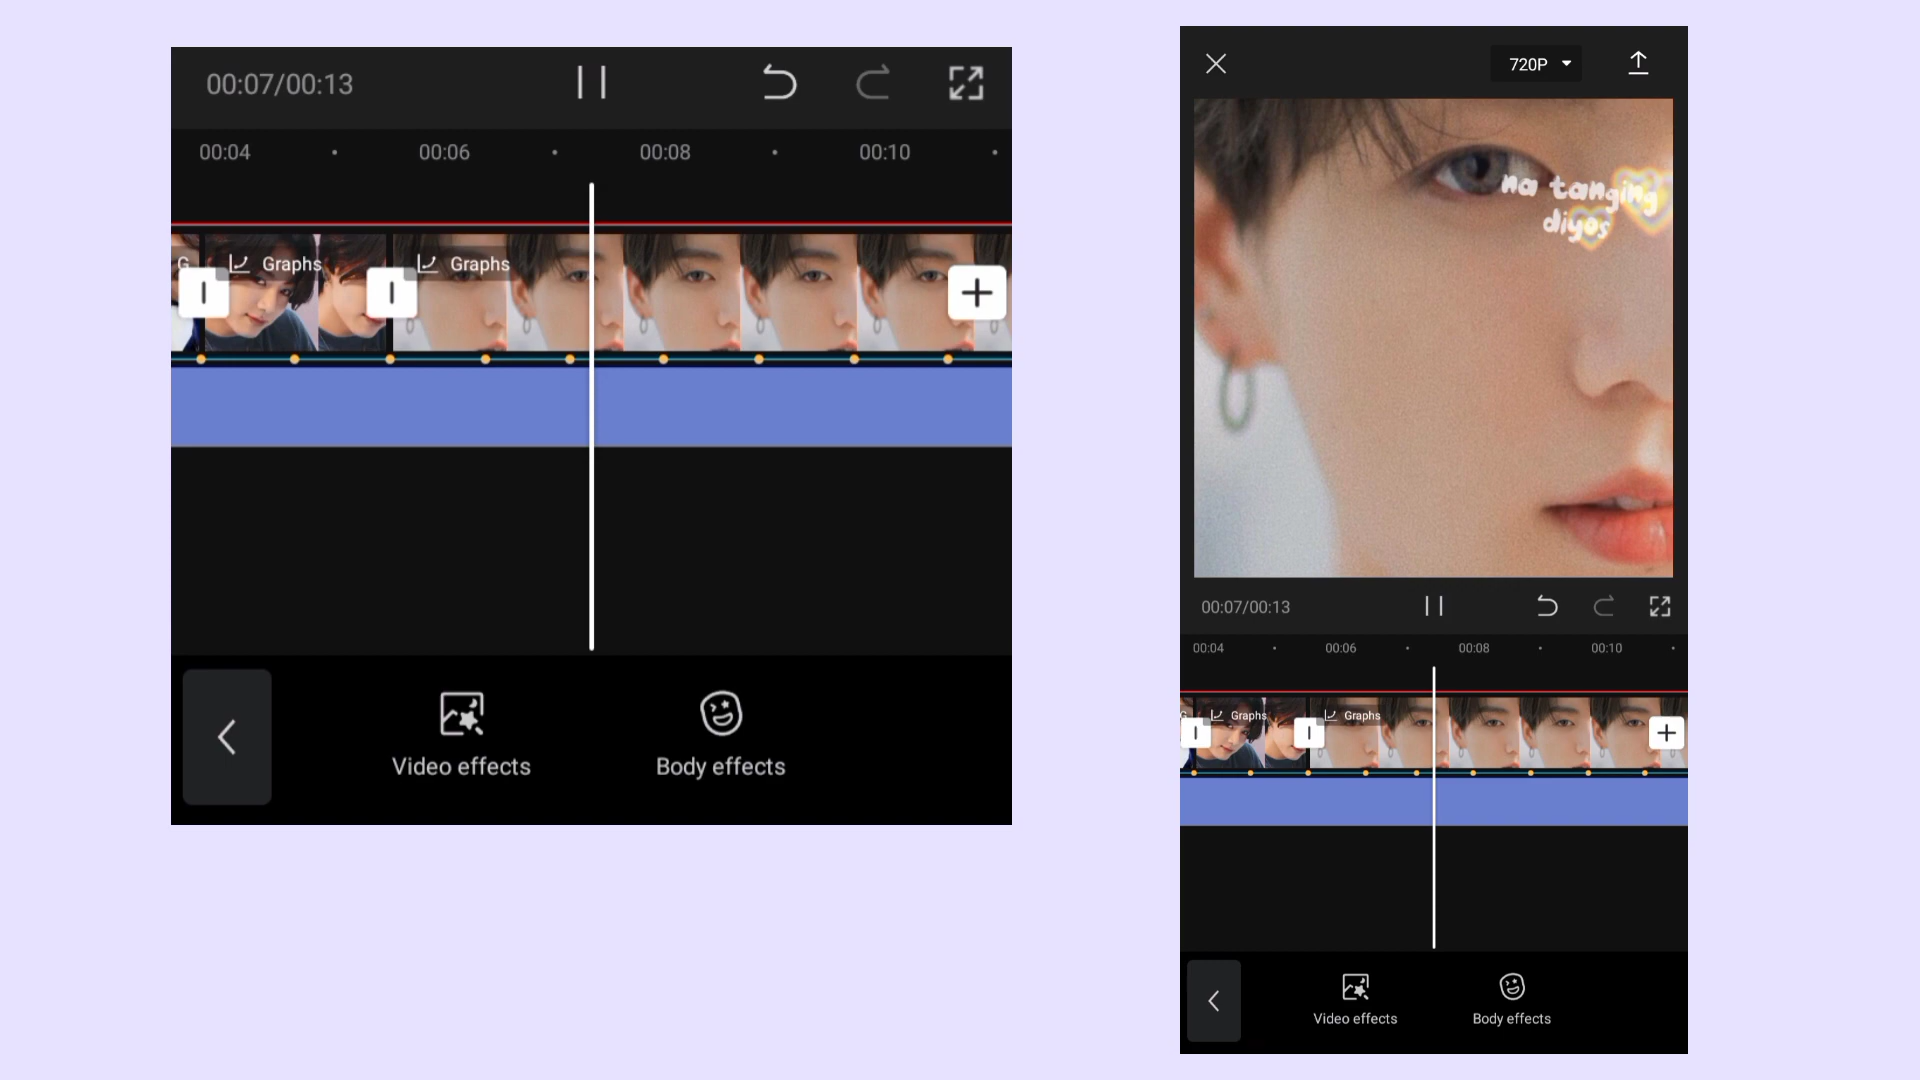 00:07/00:13
00:04
00:06
00:08
00:10
G
Graphs
Graphs
Video effects
Body effects
720P
na tanging
diyos
00:07/00:13
00:04
00:06
00:08
00:10
G
Graphs
Graphs
Video effects
Body effects